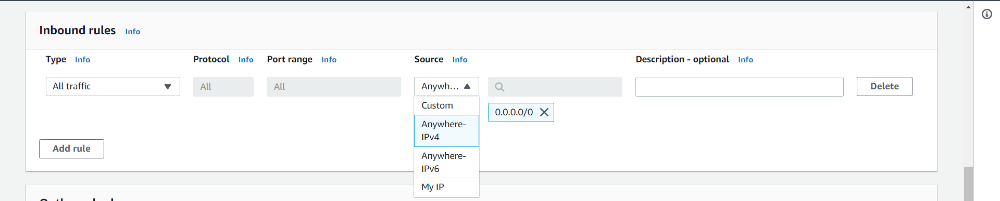 Inbound rules Info
Type Info Protocol Info Port range Info Source Info Description - optional Info
All traffic All All Anywh... Delete
Custom
0.0.0.0/0
Anywhere-
IPv4
Add rule
Anywhere-
IPv6
My IP